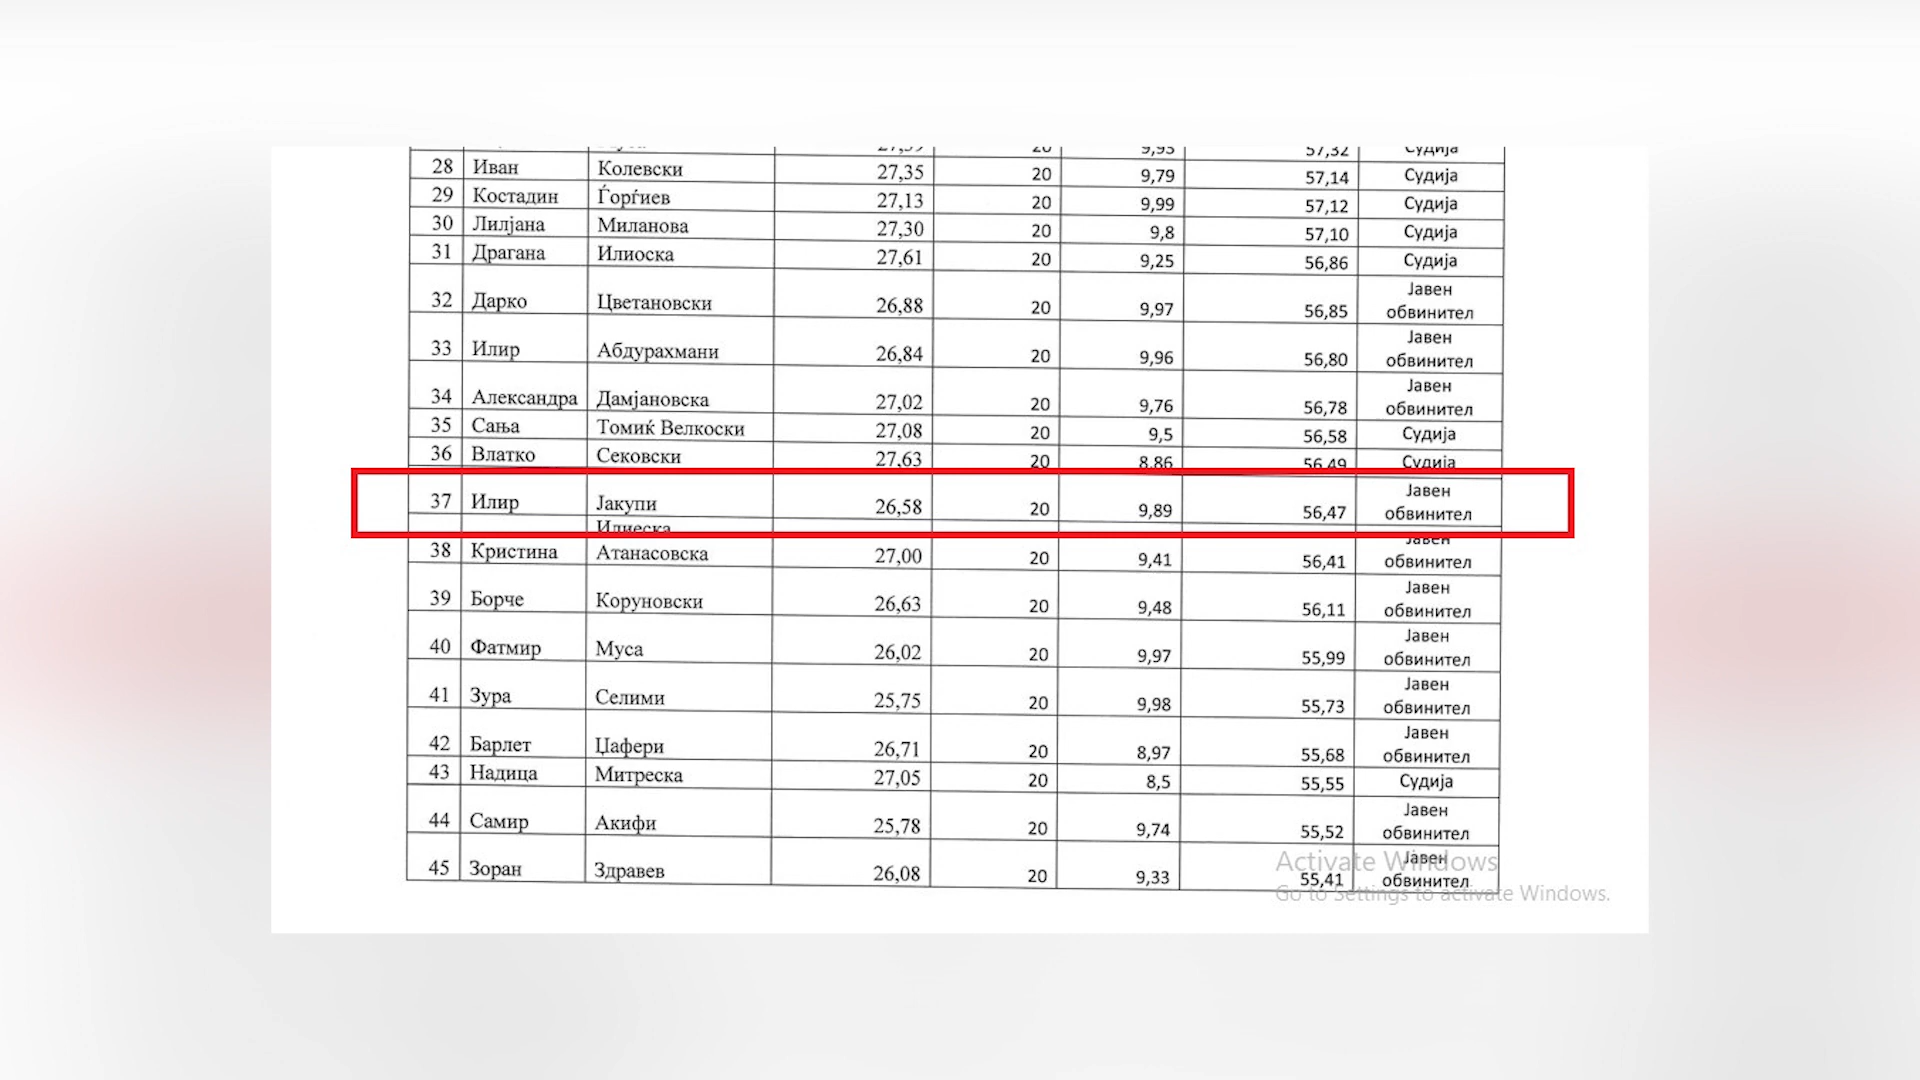 27,39 20 9,93 57,32 Судија
28 Иван Колевски 27,35 20 9,79 57,14 Судија
29 Костадин Ѓорѓиев 27,13 20 9,99 57,12 Судија
30 Лилјана Миланова 27,30 20 9,8 57,10 Судија
31 Драгана Илиоска 27,61 20 9,25 56,86 Судија
32 Дарко Цветановски 26,88 20 9,97 56,85 Јавен обвинител
33 Илир Абдурахмани 26,84 20 9,96 56,80 Јавен обвинител
34 Александра Дамјановска 27,02 20 9,76 56,78 Јавен обвинител
35 Сања Томиќ Велкоски 27,08 20 9,5 56,58 Судија
36 Влатко Сековски 27,63 20 8,86 56,49 Судија
37 Илир Јакупи 26,58 20 9,89 56,47 Јавен обвинител
38 Кристина Илиеска Атанасовска 27,00 20 9,41 56,41 Јавен обвинител
39 Борче Коруновски 26,63 20 9,48 56,11 Јавен обвинител
40 Фатмир Муса 26,02 20 9,97 55,99 Јавен обвинител
41 Зура Селими 25,75 20 9,98 55,73 Јавен обвинител
42 Барлет Џафери 26,71 20 8,97 55,68 Јавен обвинител
43 Надица Митреска 27,05 20 8,5 55,55 Судија
44 Самир Акифи 25,78 20 9,74 55,52 Јавен обвинител
45 Зоран Здравев 26,08 20 9,33 55,41 Јавен обвинител
Activate Windows
Go to Settings to activate Windows.